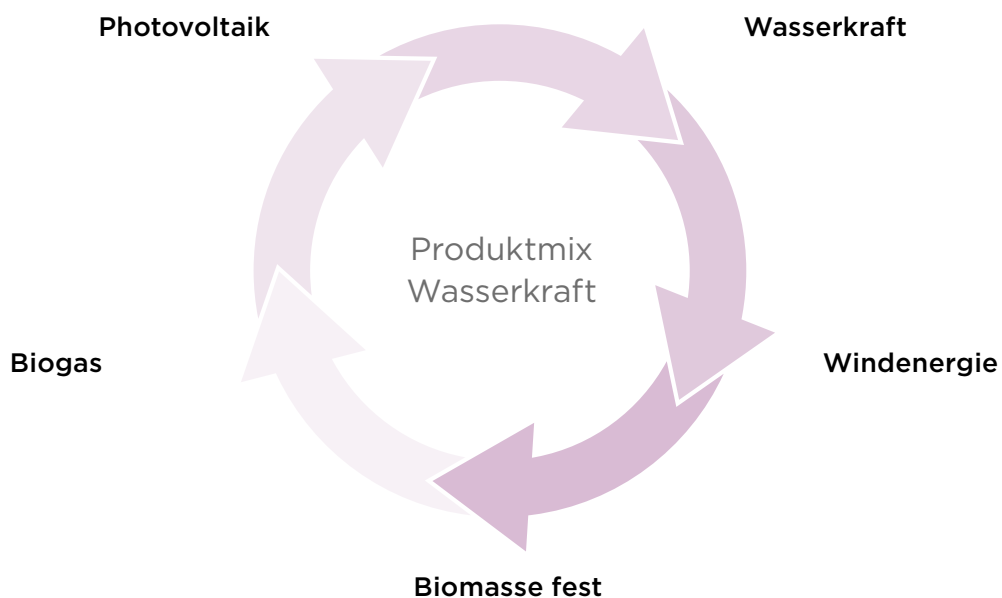 Photovoltaik
Wasserkraft
Produktmix
Wasserkraft
Biogas
Windenergie
Biomasse fest